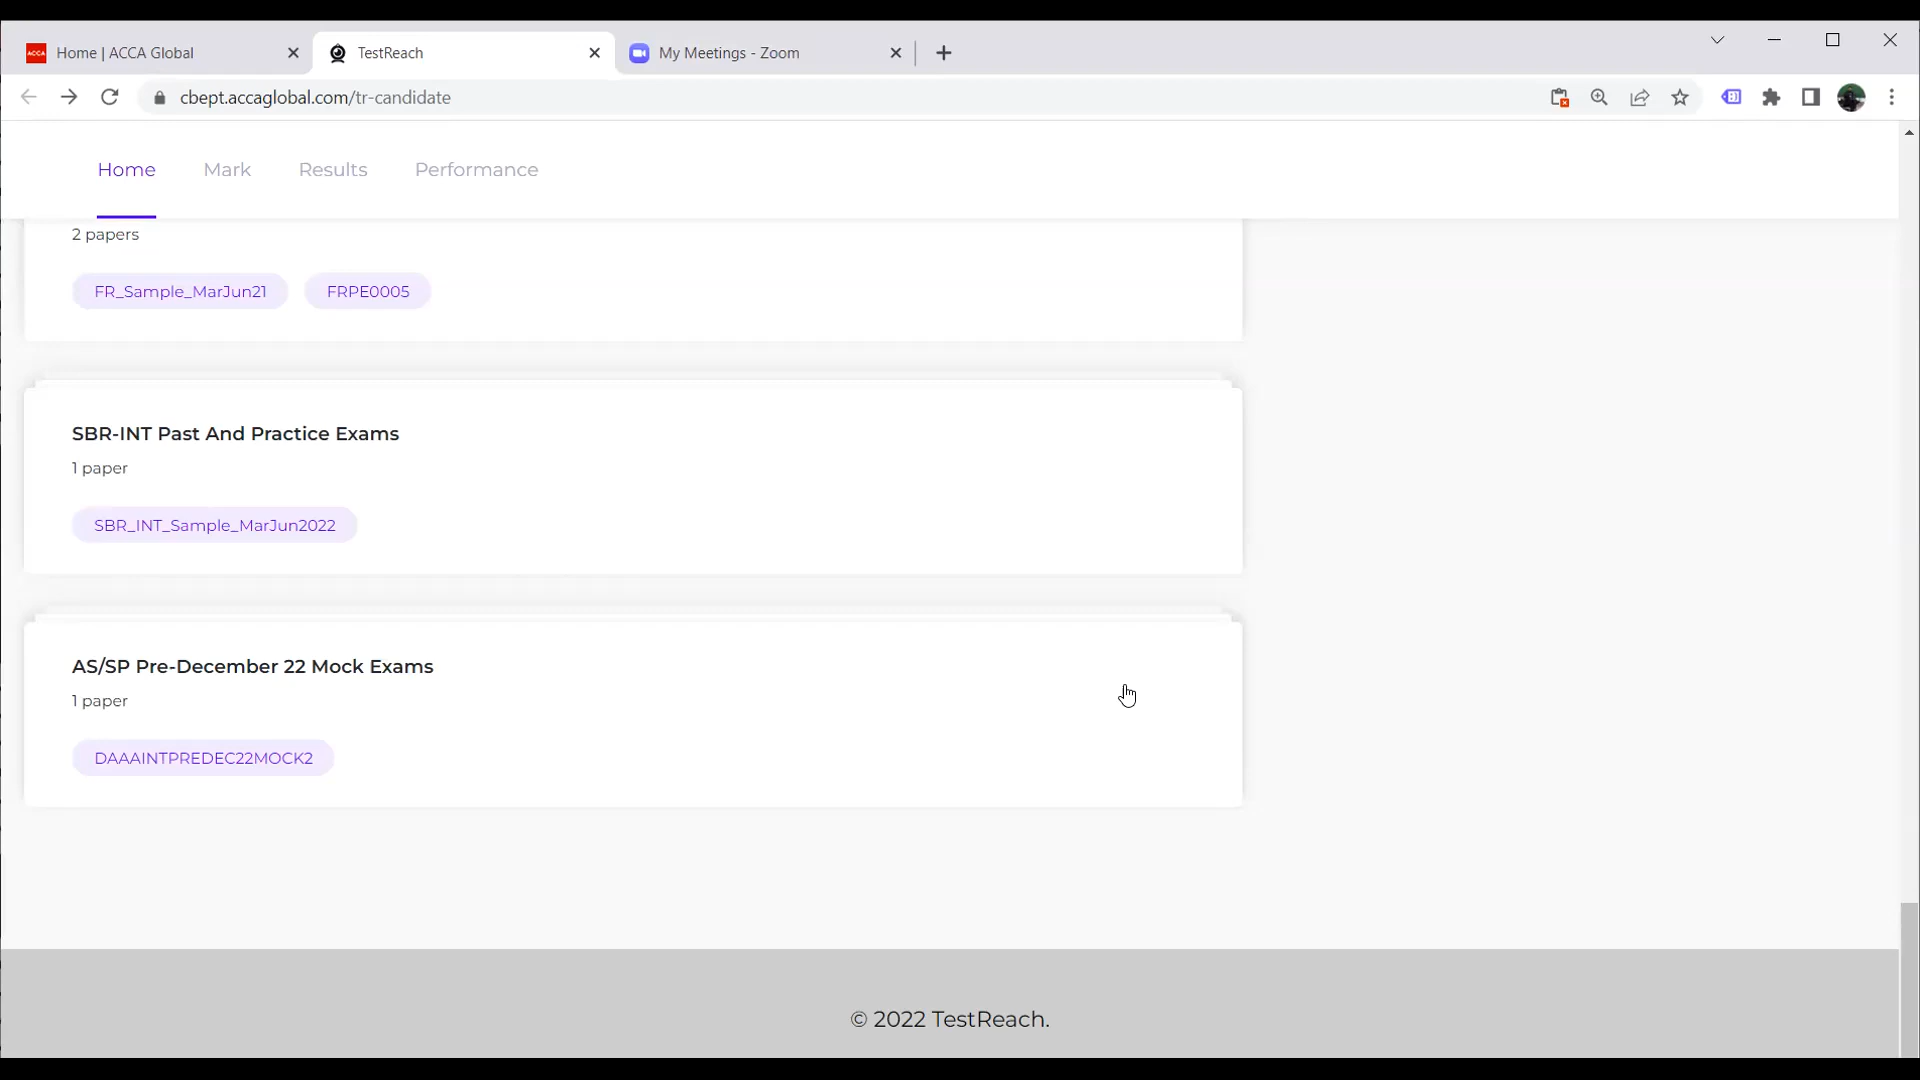 ACCA
Home | ACCA Global
TestReach
My Meetings - Zoom
cbept.accaglobal.com/tr-candidate
Home
Mark
Results
Performance
2 papers
FR_Sample_MarJun21
FRPE0005
SBR-INT Past And Practice Exams
1 paper
SBR_INT_Sample_MarJun2022
AS/SP Pre-December 22 Mock Exams
1 paper
DAAAINTPREDEC22MOCK2
© 2022 TestReach.